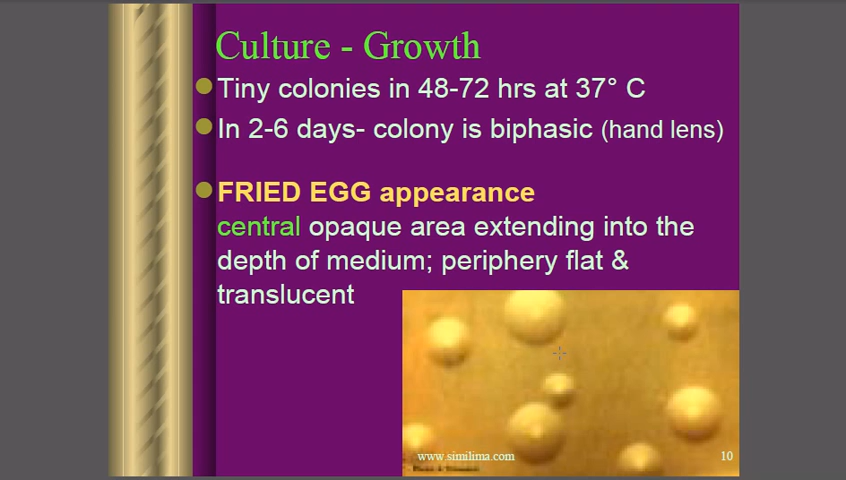 Culture - Growth
Tiny colonies in 48-72 hrs at 37° C
In 2-6 days- colony is biphasic (hand lens)
FRIED EGG appearance
central opaque area extending into the
depth of medium; periphery flat &
translucent
www.similima.com
10